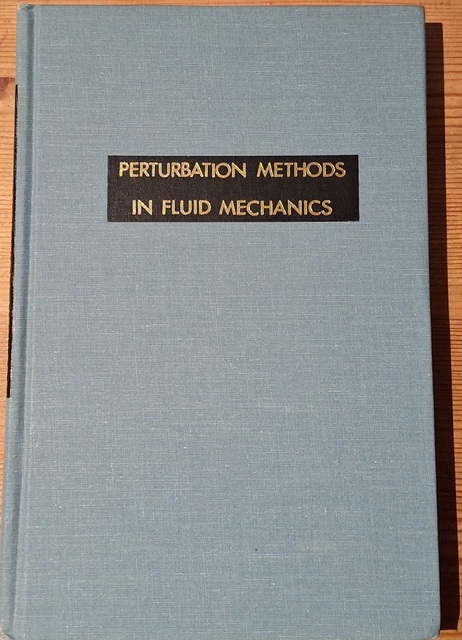 PERTURBATION METHODS
IN FLUID MECHANICS